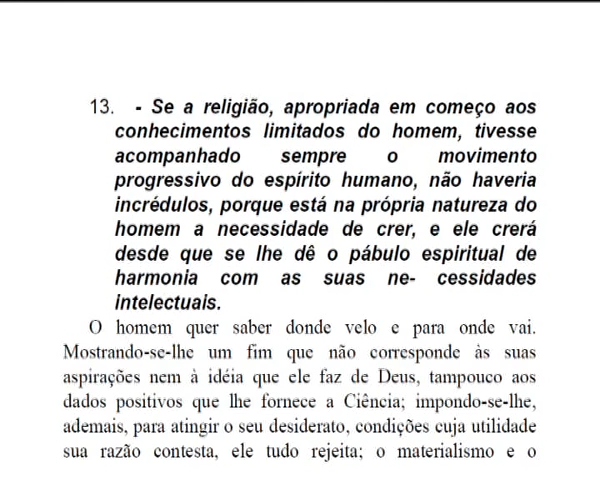 13. - Se a religião, apropriada em começo aos
conhecimentos limitados do homem, tivesse
acompanhado sempre o movimento
progressivo do espírito humano, não haveria
incrédulos, porque está na própria natureza do
homem a necessidade de crer, e ele crerá
desde que se lhe dê o pábulo espiritual de
harmonia com as suas ne- cessidades
intelectuais.
O homem quer saber donde velo e para onde vai.
Mostrando-se-lhe um fim que não corresponde às suas
aspirações nem à idéia que ele faz de Deus, tampouco aos
dados positivos que lhe fornece a Ciência; impondo-se-lhe,
ademais, para atingir o seu desiderato, condições cuja utilidade
sua razão contesta, ele tudo rejeita; o materialismo e o